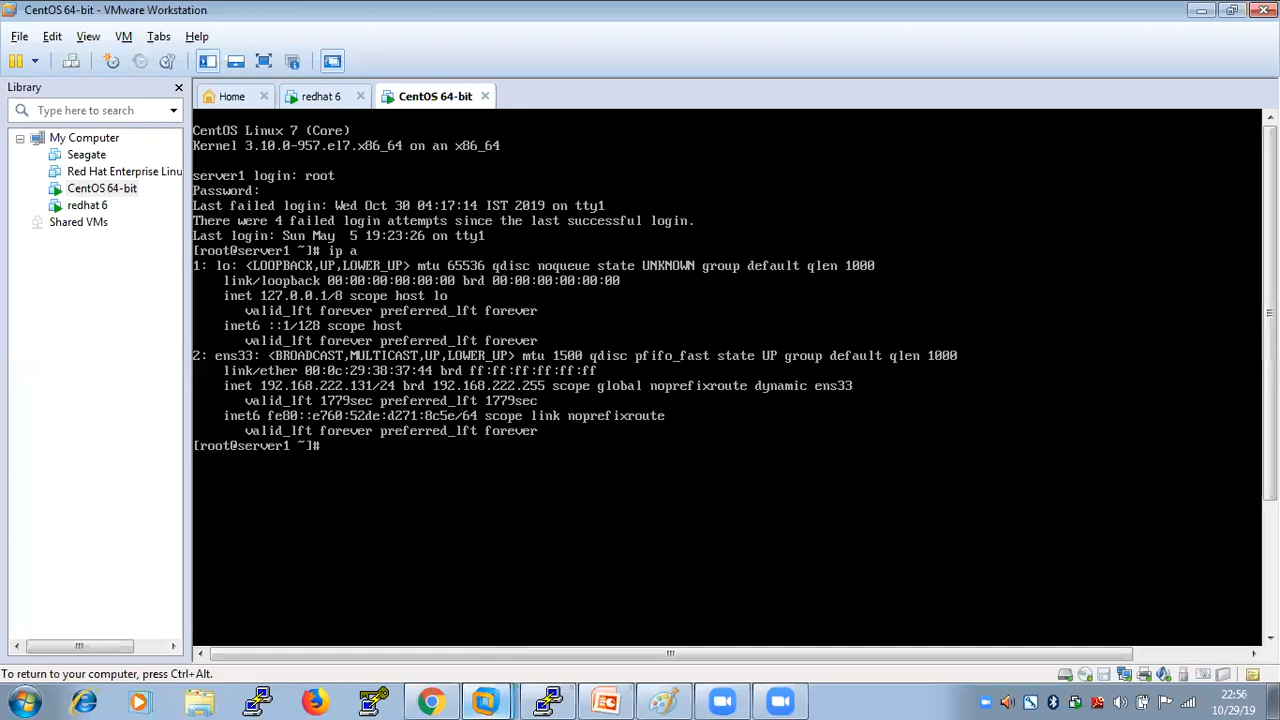 CentOS 64-bit - VMware Workstation
File Edit View VM Tabs Help
Library
Type here to search
My Computer
Seagate
Red Hat Enterprise Linu
CentOS 64-bit
redhat 6
Shared VMs
Home redhat 6 CentOS 64-bit
CentOS Linux 7 (Core)
Kernel 3.10.0-957.el7.x86_64 on an x86_64
server1 login: root
Password:
Last failed login: Wed Oct 30 04:17:14 IST 2019 on tty1
There were 4 failed login attempts since the last successful login.
Last login: Sun May  5 19:23:26 on tty1
[root@server1 ~]# ip a
1: lo: <LOOPBACK,UP,LOWER_UP> mtu 65536 qdisc noqueue state UNKNOWN group default qlen 1000
link/loopback 00:00:00:00:00:00 brd 00:00:00:00:00:00
inet 127.0.0.1/8 scope host lo
valid_lft forever preferred_lft forever
inet6 ::1/128 scope host
valid_lft forever preferred_lft forever
2: ens33: <BROADCAST,MULTICAST,UP,LOWER_UP> mtu 1500 qdisc pfifo_fast state UP group default qlen 1000
link/ether 00:0c:29:38:37:44 brd ff:ff:ff:ff:ff:ff
inet 192.168.222.131/24 brd 192.168.222.255 scope global noprefixroute dynamic ens33
valid_lft 1779sec preferred_lft 1779sec
inet6 fe80::e760:52de:d271:8c5e/64 scope link noprefixroute
valid_lft forever preferred_lft forever
[root@server1 ~]#
To return to your computer, press Ctrl+Alt.
22:56
10/29/19